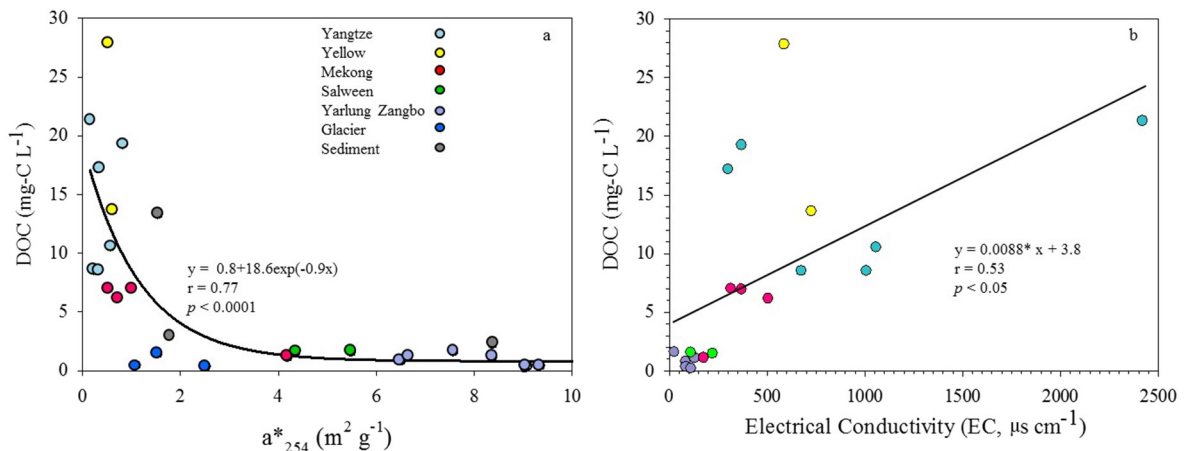 30
25
20
15
10
5
0
DOC (mg-C L⁻¹)
0 2 4 6 8 10
a*₂₅₄ (m² g⁻¹)
a
Yangtze
Yellow
Mekong
Salween
Yarlung Zangbo
Glacier
Sediment
y = 0.8+18.6exp(-0.9x)
r = 0.77
p < 0.0001
30
25
20
15
10
5
0
DOC (mg-C L⁻¹)
0 500 1000 1500 2000 2500
Electrical Conductivity (EC, μs cm⁻¹)
b
y = 0.0088* x + 3.8
r = 0.53
p < 0.05